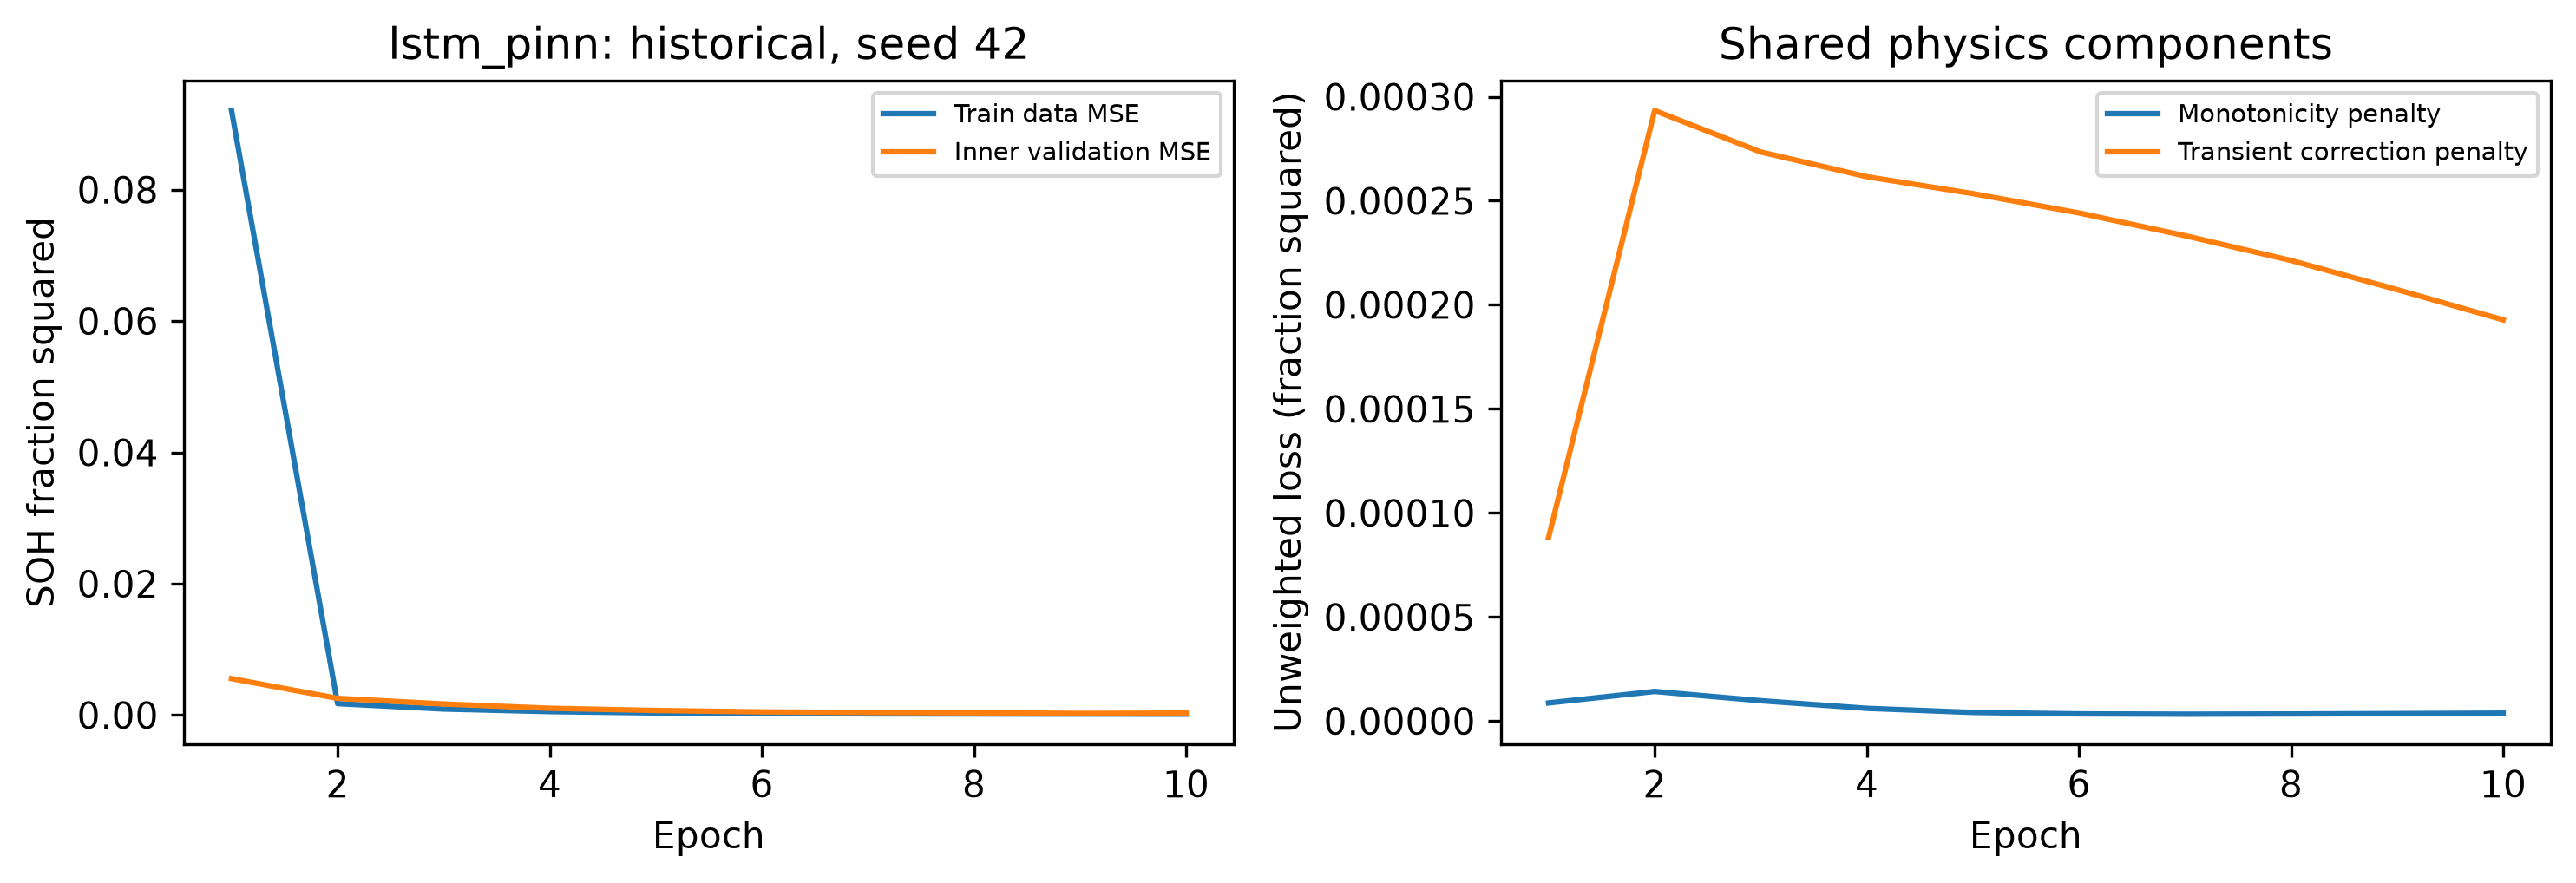 lstm_pinn: historical, seed 42
SOH fraction squared
0.08
0.06
0.04
0.02
0.00
Train data MSE
Inner validation MSE
2 4 6 8 10
Epoch
Shared physics components
Unweighted loss (fraction squared)
0.00030
0.00025
0.00020
0.00015
0.00010
0.00005
0.00000
Monotonicity penalty
Transient correction penalty
2 4 6 8 10
Epoch